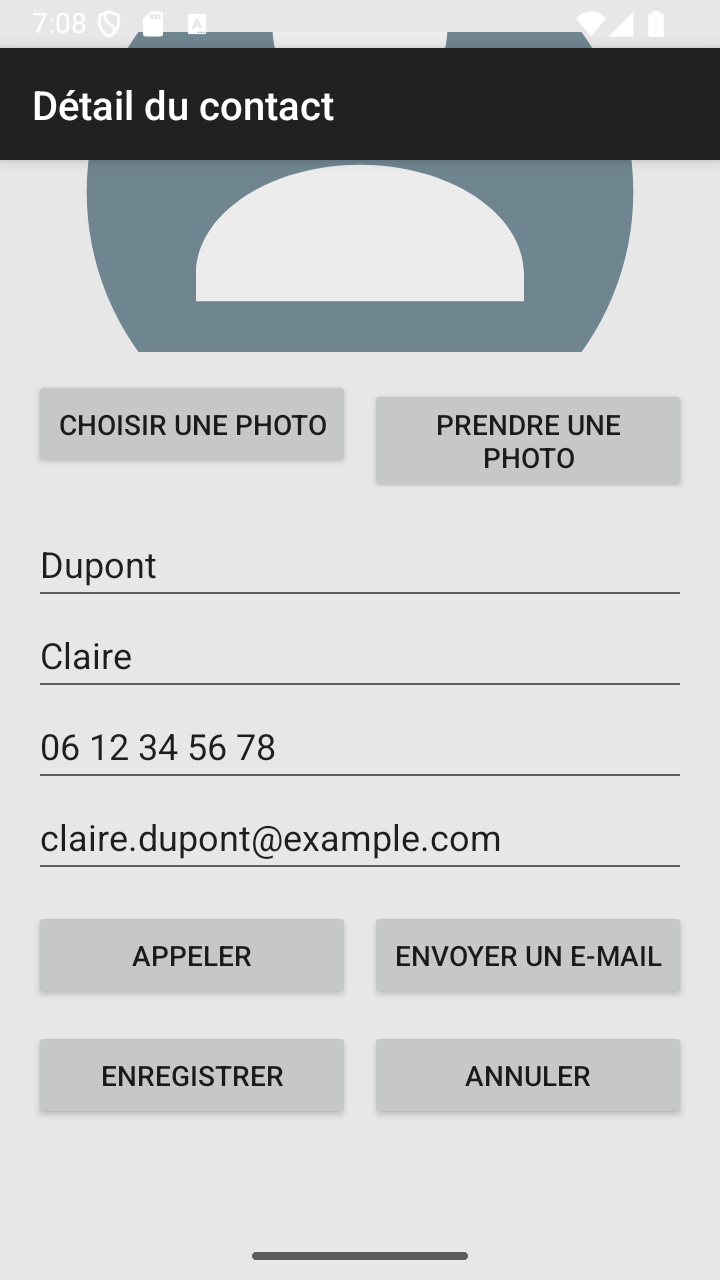 7:08
Détail du contact
CHOISIR UNE PHOTO
PRENDRE UNE
PHOTO
Dupont
Claire
06 12 34 56 78
claire.dupont@example.com
APPELER
ENVOYER UN E-MAIL
ENREGISTRER
ANNULER